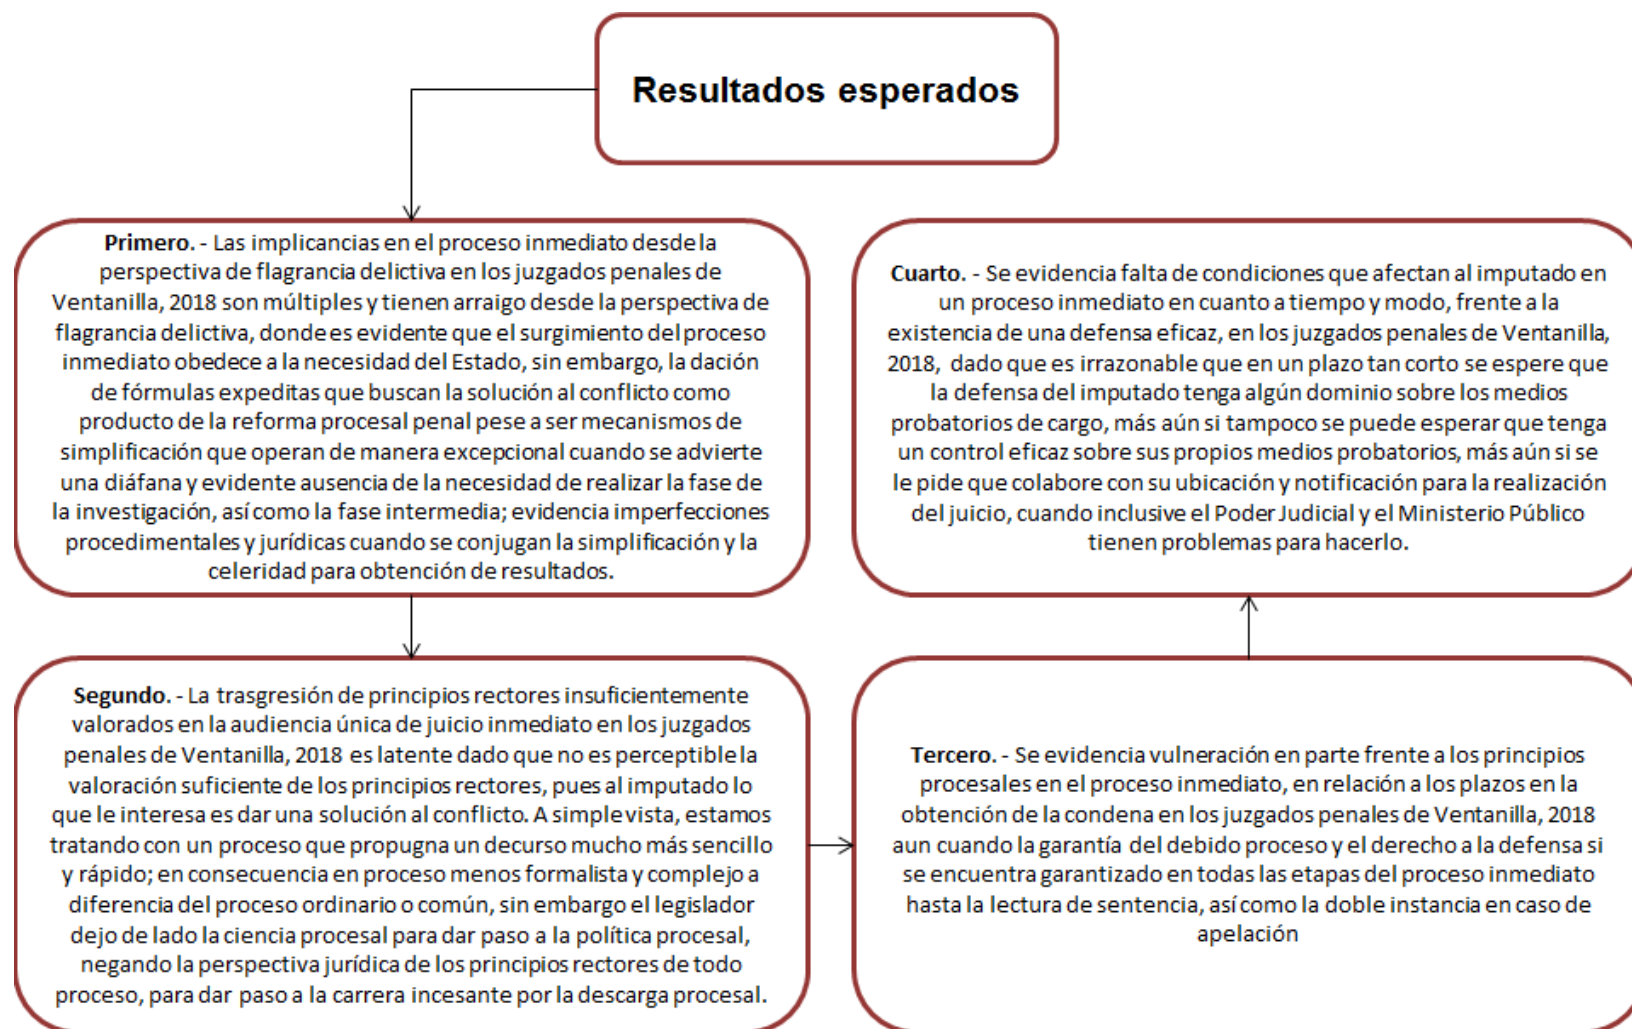 Resultados esperados
Primero. - Las implicancias en el proceso inmediato desde la
perspectiva de flagrancia delictiva en los juzgados penales de
Ventanilla, 2018 son múltiples y tienen arraigo desde la perspectiva de
flagrancia delictiva, donde es evidente que el surgimiento del proceso
inmediato obedece a la necesidad del Estado, sin embargo, la dación
de fórmulas expeditas que buscan la solución al conflicto como
producto de la reforma procesal penal pese a ser mecanismos de
simplificación que operan de manera excepcional cuando se advierte
una diáfana y evidente ausencia de la necesidad de realizar la fase de
la investigación, así como la fase intermedia; evidencia imperfecciones
procedimentales y jurídicas cuando se conjugan la simplificación y la
celeridad para obtención de resultados.
Segundo. - La trasgresión de principios rectores insuficientemente
valorados en la audiencia única de juicio inmediato en los juzgados
penales de Ventanilla, 2018 es latente dado que no es perceptible la
valoración suficiente de los principios rectores, pues al imputado lo
que le interesa es dar una solución al conflicto. A simple vista, estamos
tratando con un proceso que propugna un decurso mucho más sencillo
y rápido; en consecuencia en proceso menos formalista y complejo a
diferencia del proceso ordinario o común, sin embargo el legislador
dejo de lado la ciencia procesal para dar paso a la política procesal,
negando la perspectiva jurídica de los principios rectores de todo
proceso, para dar paso a la carrera incesante por la descarga procesal.
Tercero. - Se evidencia vulneración en parte frente a los principios
procesales en el proceso inmediato, en relación a los plazos en la
obtención de la condena en los juzgados penales de Ventanilla, 2018
aun cuando la garantía del debido proceso y el derecho a la defensa si
se encuentra garantizado en todas las etapas del proceso inmediato
hasta la lectura de sentencia, así como la doble instancia en caso de
apelación
Cuarto. - Se evidencia falta de condiciones que afectan al imputado en
un proceso inmediato en cuanto a tiempo y modo, frente a la
existencia de una defensa eficaz, en los juzgados penales de Ventanilla,
2018, dado que es irrazonable que en un plazo tan corto se espere que
la defensa del imputado tenga algún dominio sobre los medios
probatorios de cargo, más aún si tampoco se puede esperar que tenga
un control eficaz sobre sus propios medios probatorios, más aún si se
le pide que colabore con su ubicación y notificación para la realización
del juicio, cuando inclusive el Poder Judicial y el Ministerio Público
tienen problemas para hacerlo.